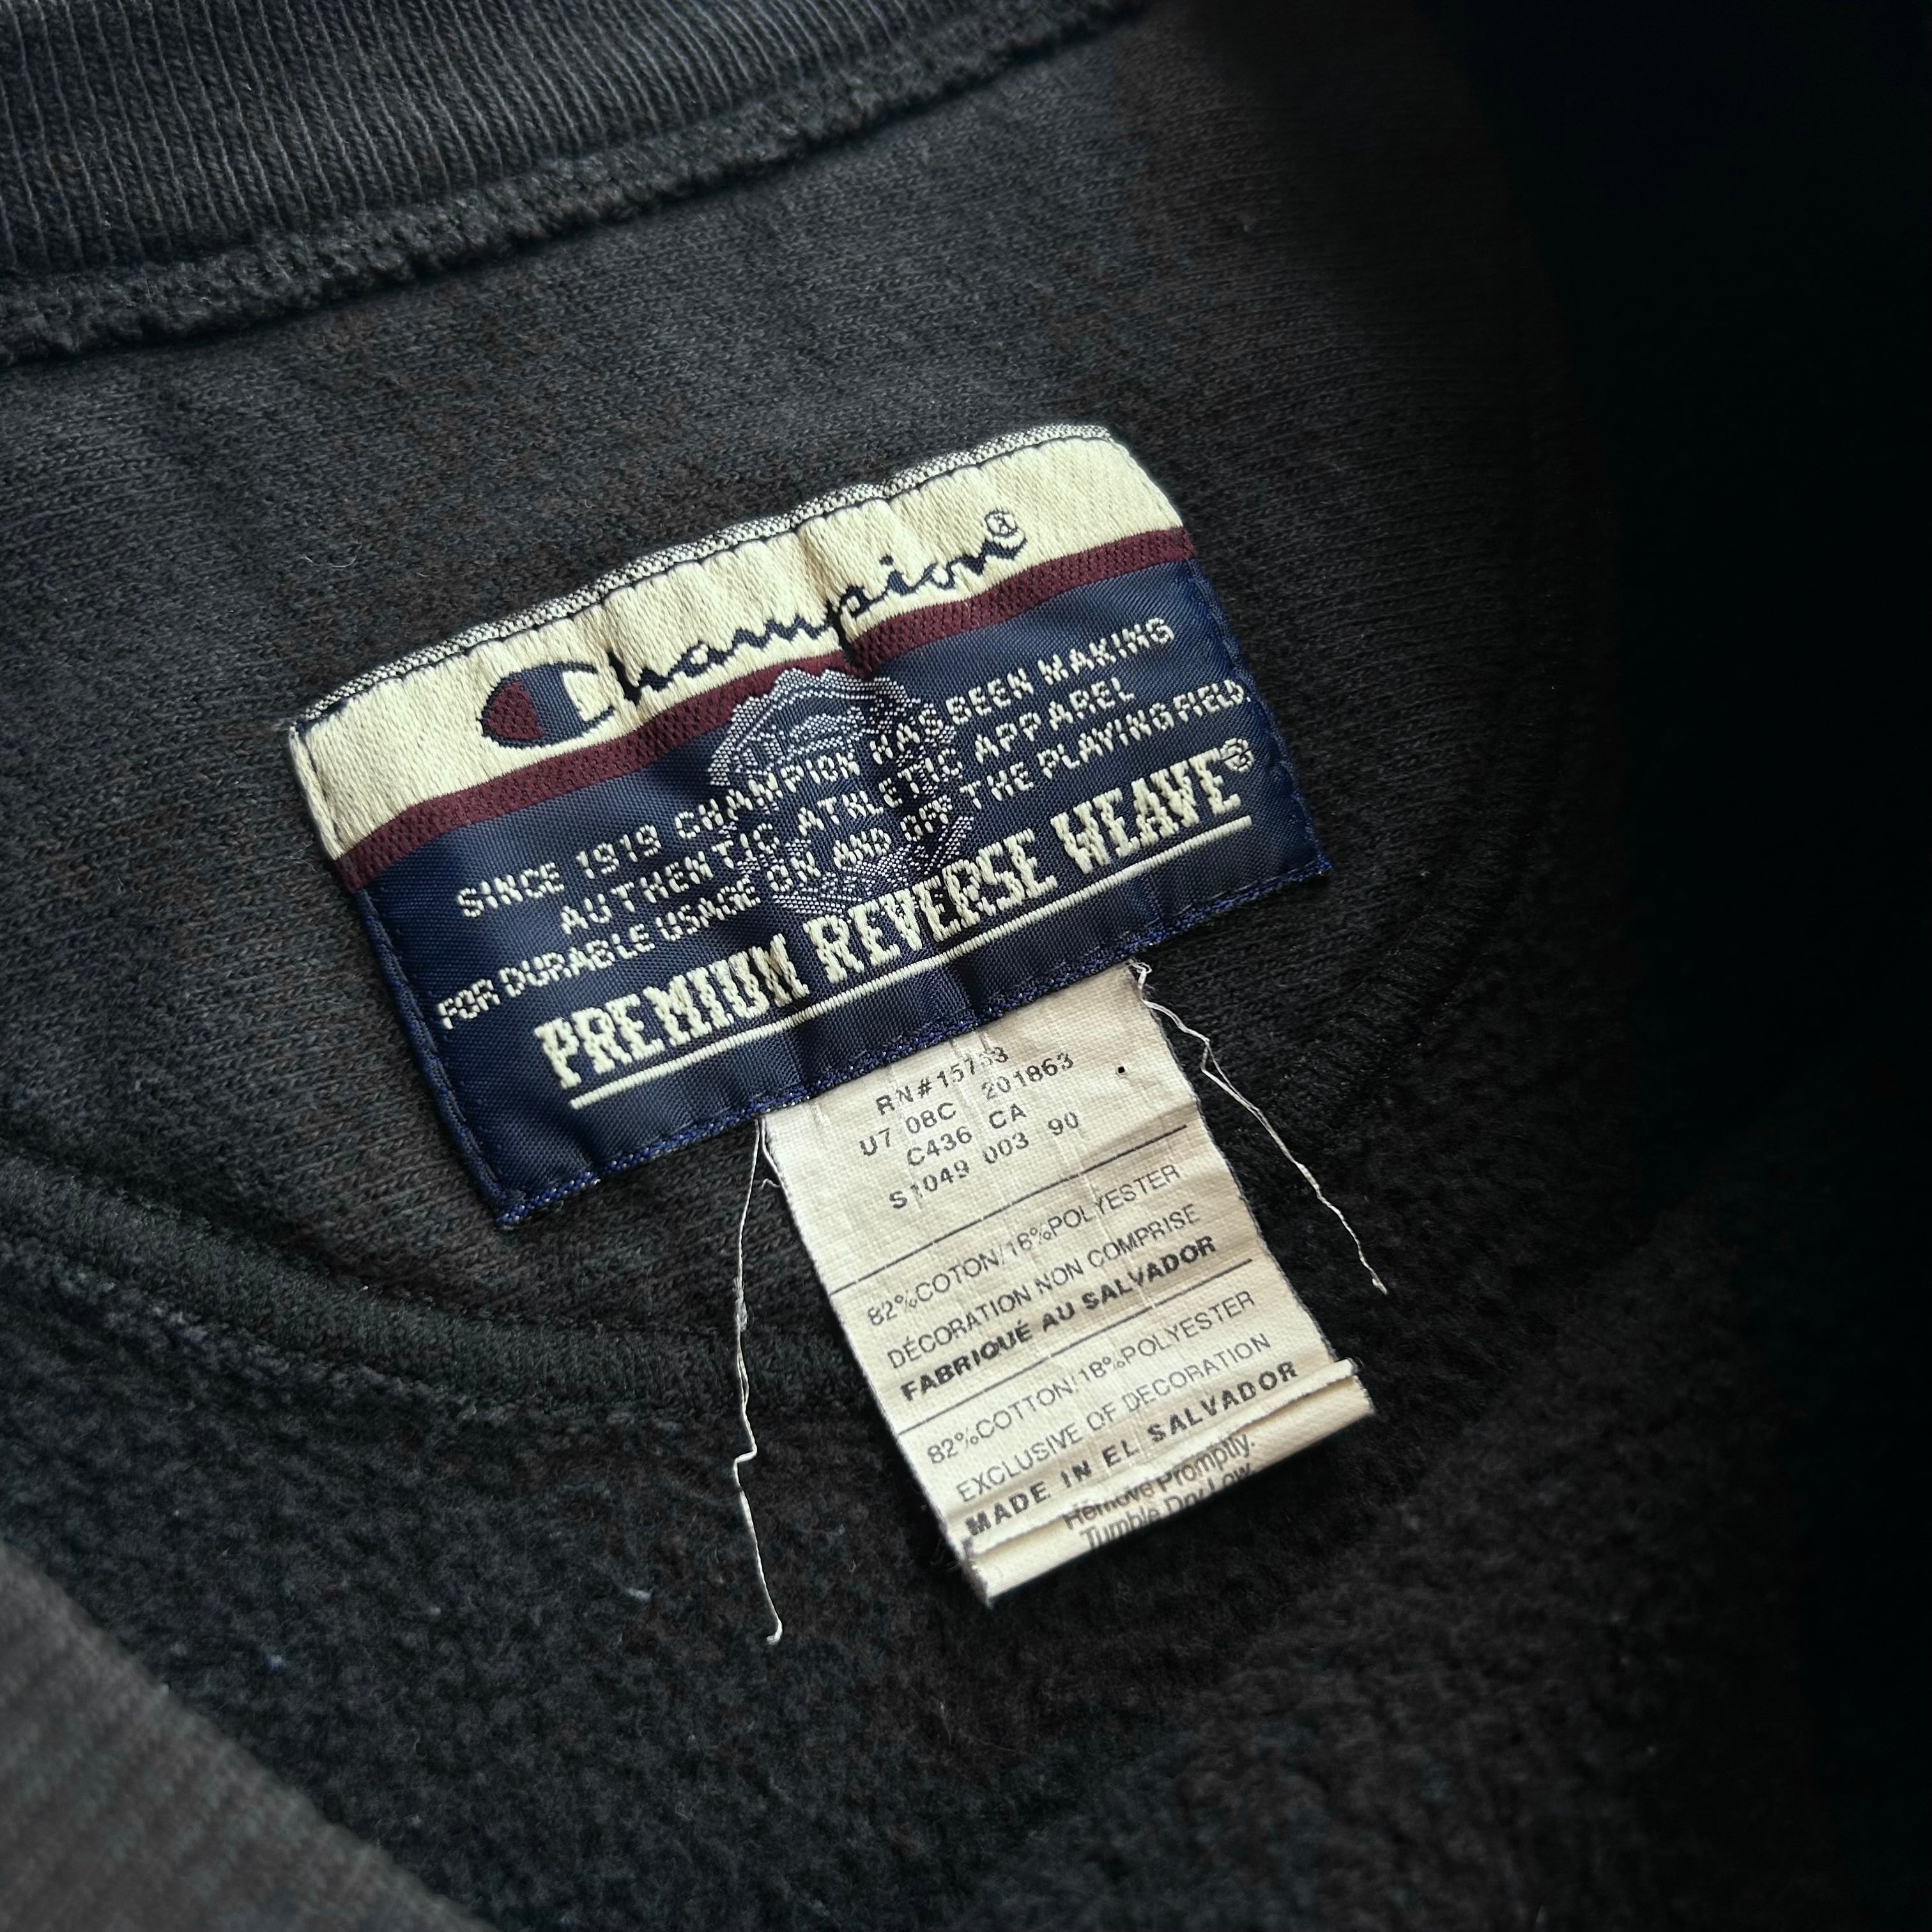 Champion®
SINCE 1919 CHAMPION HAS BEEN MAKING
AUTHENTIC ATHLETIC APPAREL
FOR DURABLE USAGE ON AND OFF THE PLAYING FIELD.
PREMIUM REVERSE WEAVE®
RN#15763
U7 08C 201863
C436 CA
S1049 003 90
82%COTON/18%POLYESTER
DÉCORATION NON COMPRISE
FABRIQUÉ AU SALVADOR
82%COTTON/18%POLYESTER
EXCLUSIVE OF DECORATION
MADE IN EL SALVADOR
Remove Promptly.
Tumble Dry Low